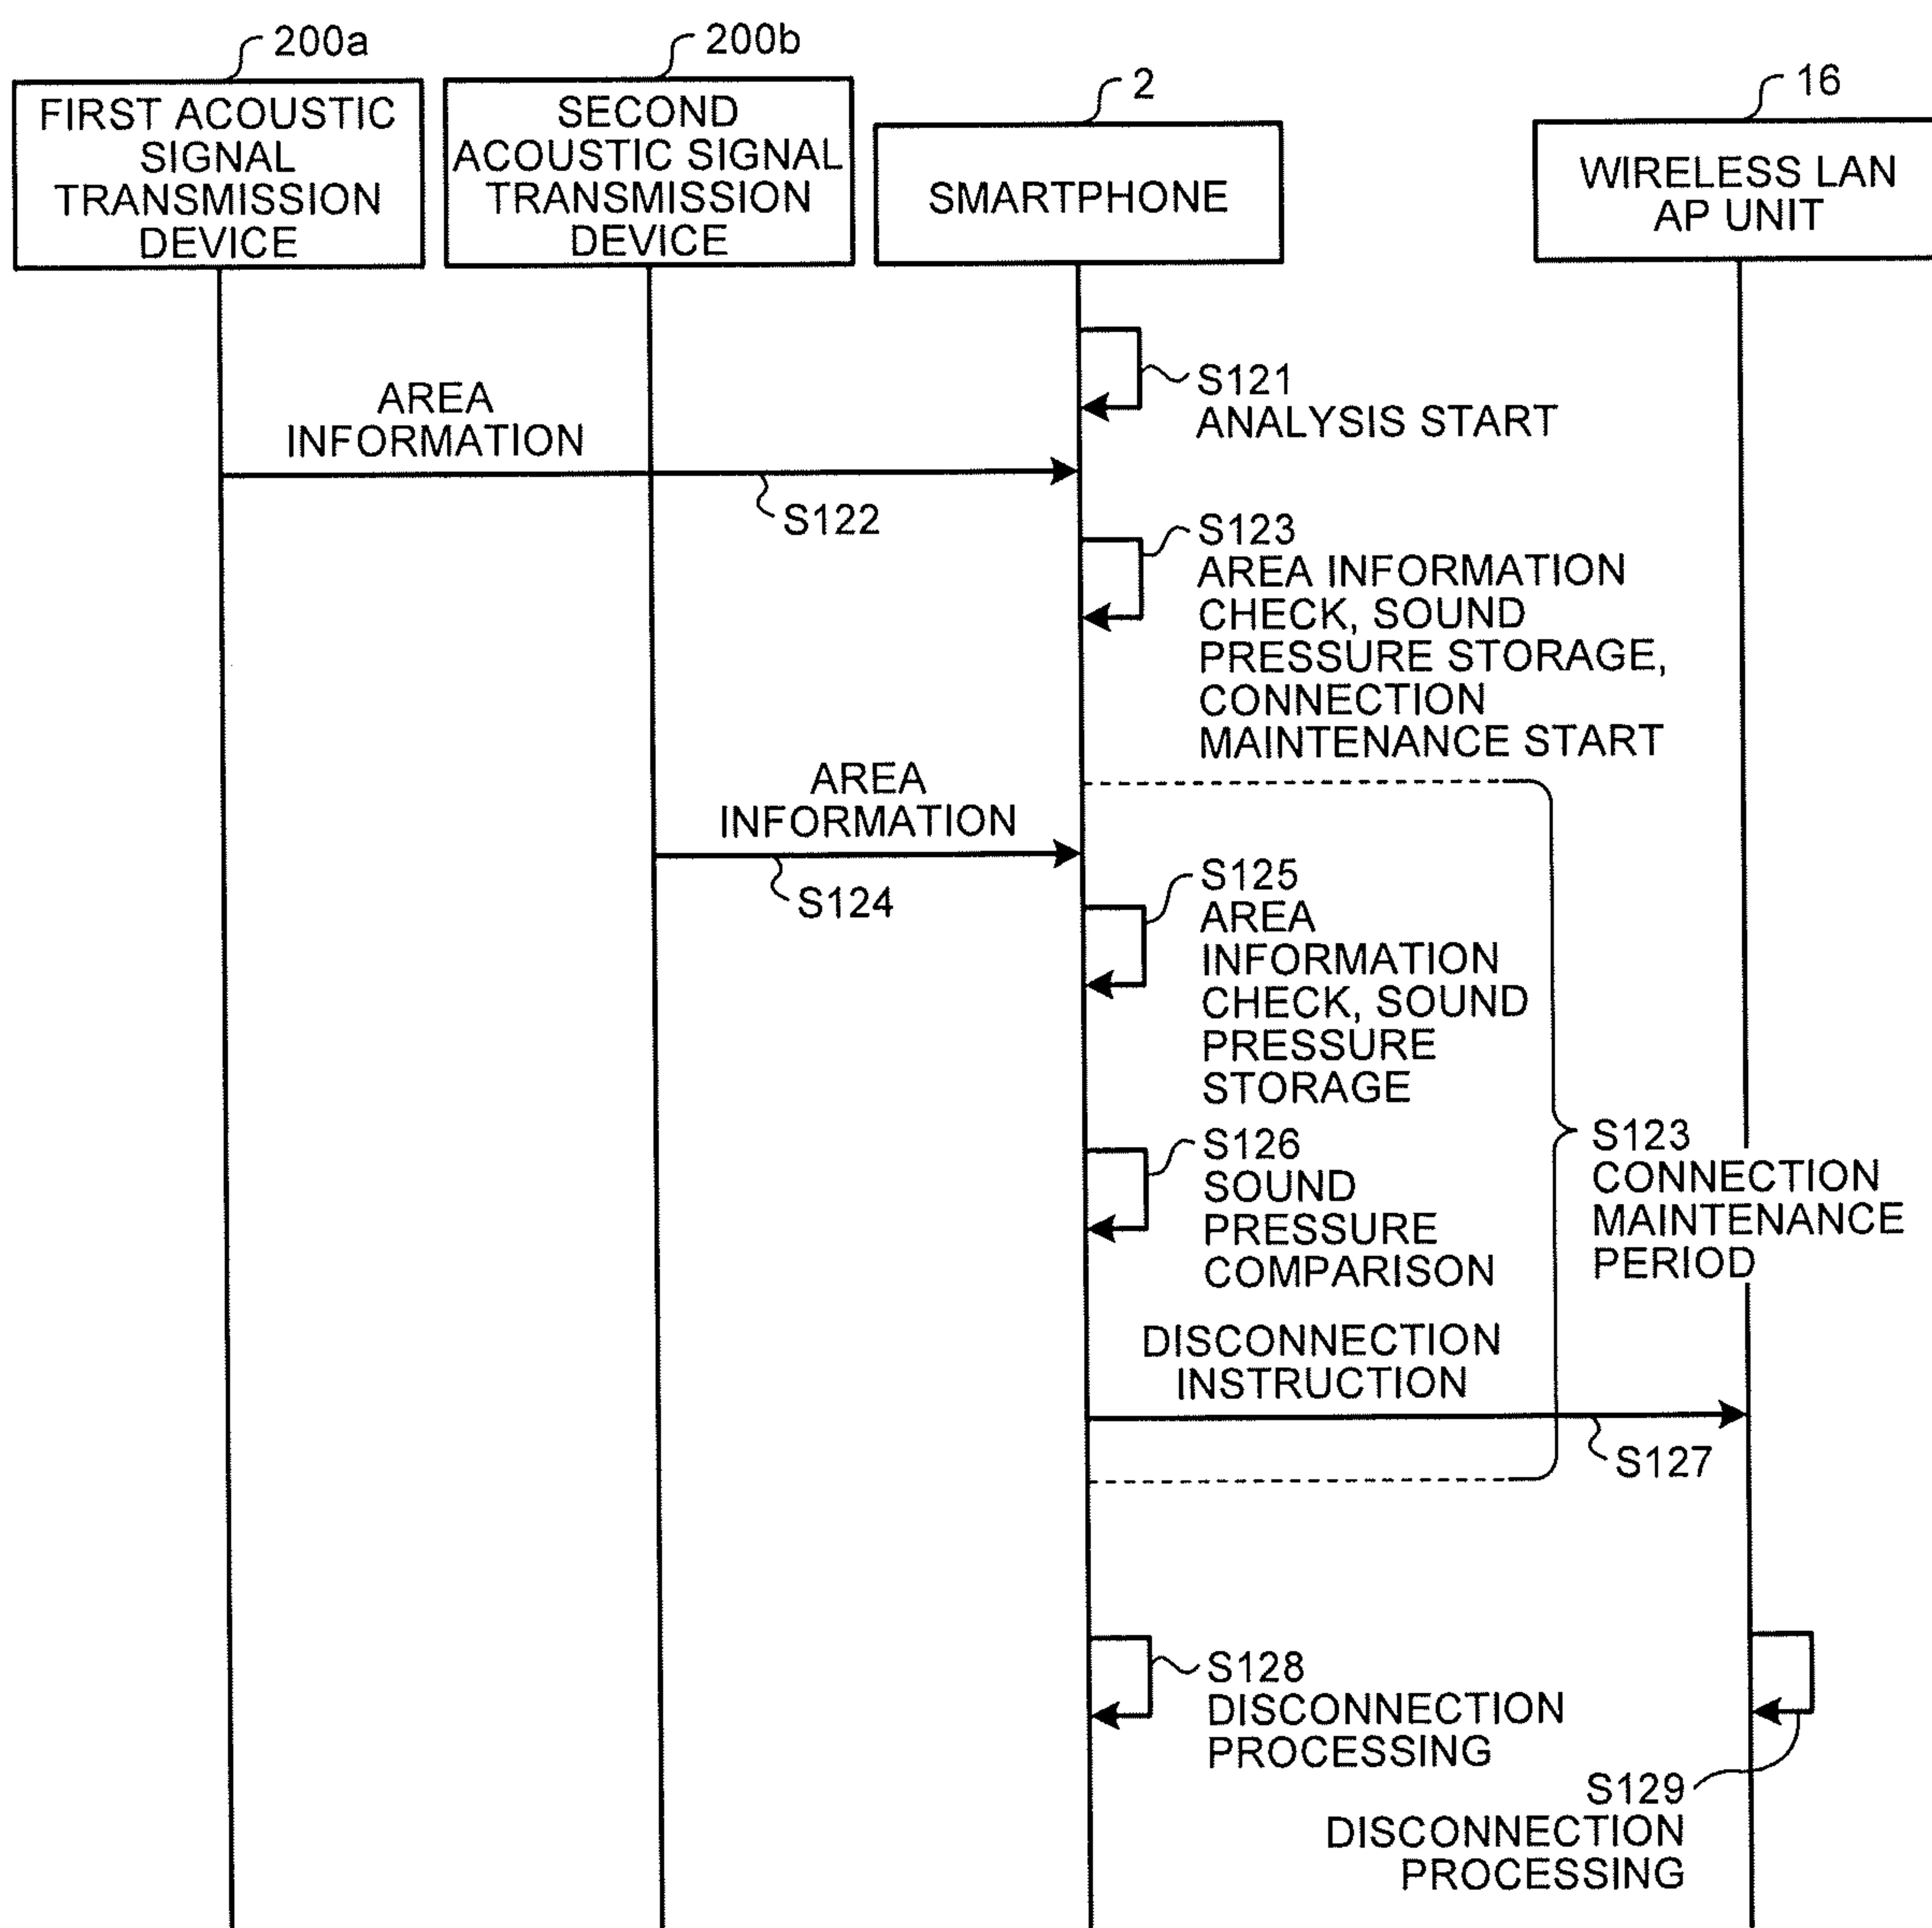 200a
200b
2
16
FIRST ACOUSTIC
SIGNAL
TRANSMISSION
DEVICE
SECOND
ACOUSTIC SIGNAL
TRANSMISSION
DEVICE
SMARTPHONE
WIRELESS LAN
AP UNIT
S121
ANALYSIS START
AREA
INFORMATION
S122
S123
AREA INFORMATION
CHECK, SOUND
PRESSURE STORAGE,
CONNECTION
MAINTENANCE START
AREA
INFORMATION
S124
S125
AREA
INFORMATION
CHECK, SOUND
PRESSURE
STORAGE
S126
SOUND
PRESSURE
COMPARISON
S123
CONNECTION
MAINTENANCE
PERIOD
DISCONNECTION
INSTRUCTION
S127
S128
DISCONNECTION
PROCESSING
S129
DISCONNECTION
PROCESSING